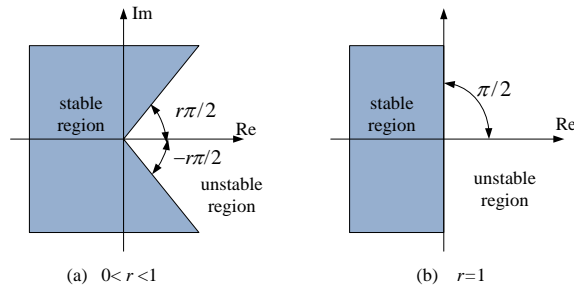 Im
stable
region
rπ/2
Re
−rπ/2
unstable
region
(a) 0< r <1
π/2
stable
region
Re
unstable
region
(b) r=1